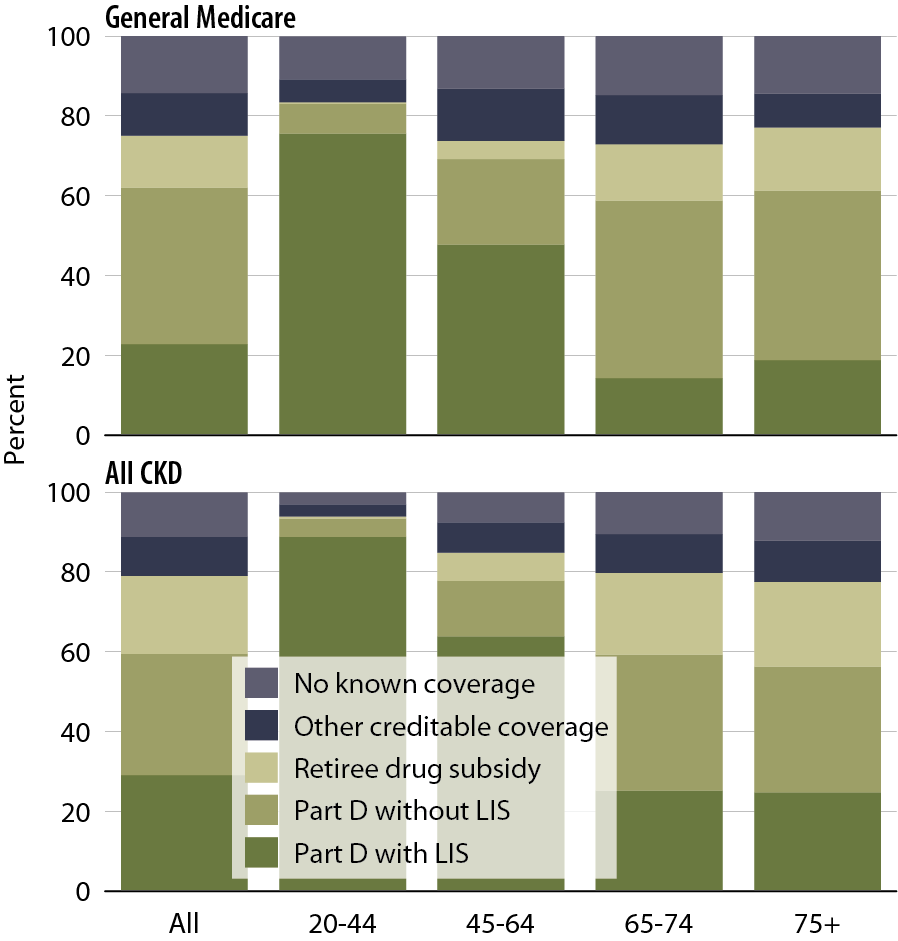 General Medicare
100
80
60
40
20
0
Percent
All CKD
100
80
60
40
20
0
No known coverage
Other creditable coverage
Retiree drug subsidy
Part D without LIS
Part D with LIS
All 20-44 45-64 65-74 75+